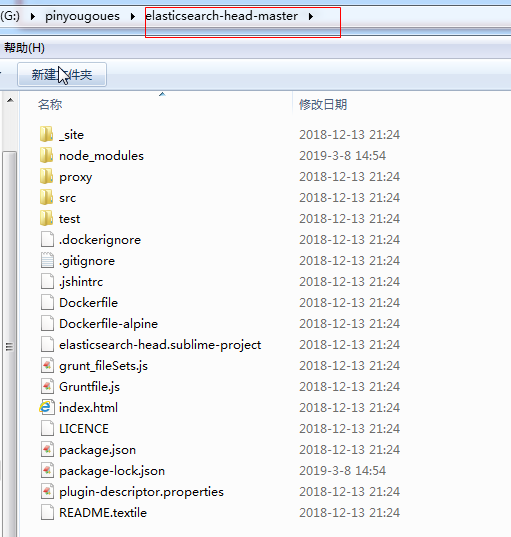 (G:) pinyougoues elasticsearch-head-master
帮助(H)
新建文件夹
名称 修改日期
_site 2018-12-13 21:24
node_modules 2019-3-8 14:54
proxy 2018-12-13 21:24
src 2018-12-13 21:24
test 2018-12-13 21:24
.dockerignore 2018-12-13 21:24
.gitignore 2018-12-13 21:24
.jshintrc 2018-12-13 21:24
Dockerfile 2018-12-13 21:24
Dockerfile-alpine 2018-12-13 21:24
elasticsearch-head.sublime-project 2018-12-13 21:24
grunt_fileSets.js 2018-12-13 21:24
Gruntfile.js 2018-12-13 21:24
index.html 2018-12-13 21:24
LICENCE 2018-12-13 21:24
package.json 2018-12-13 21:24
package-lock.json 2019-3-8 14:54
plugin-descriptor.properties 2018-12-13 21:24
README.textile 2018-12-13 21:24